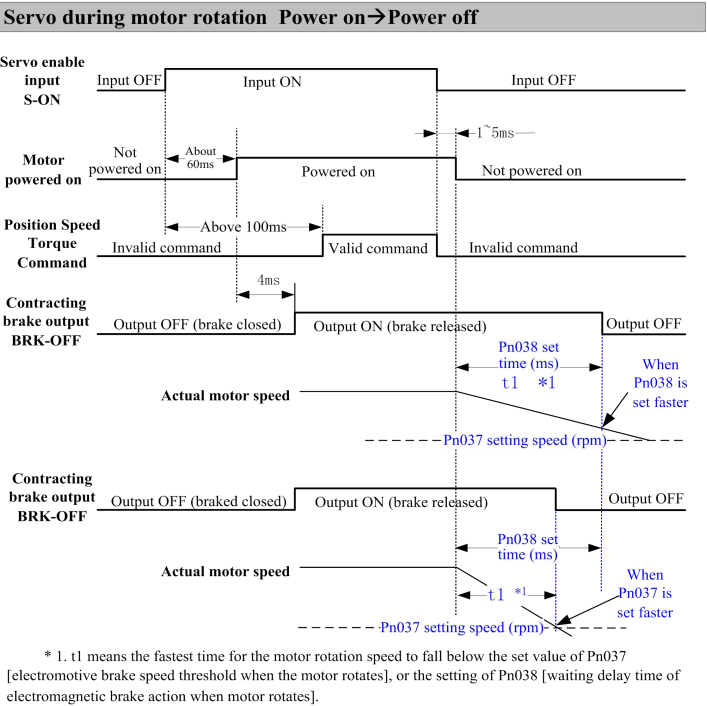 Servo during motor rotation Power on→Power off
Servo enable
input
S-ON
Input OFF
Input ON
Input OFF
1~5ms
Motor
powered on
Not
powered on
About
60ms
Powered on
Not powered on
Position Speed
Torque
Command
Above 100ms
Invalid command
Valid command
Invalid command
4ms
Contracting
brake output
BRK-OFF
Output OFF (brake closed)
Output ON (brake released)
Output OFF
Pn038 set
time (ms)
t1 *1
When
Pn038 is
set faster
Actual motor speed
Pn037 setting speed (rpm)
Contracting
brake output
BRK-OFF
Output OFF (braked closed)
Output ON (brake released)
Output OFF
Pn038 set
time (ms)
Actual motor speed
t1 *1
When
Pn037 is
set faster
Pn037 setting speed (rpm)
* 1. t1 means the fastest time for the motor rotation speed to fall below the set value of Pn037
[electromotive brake speed threshold when the motor rotates], or the setting of Pn038 [waiting delay time of
electromagnetic brake action when motor rotates].